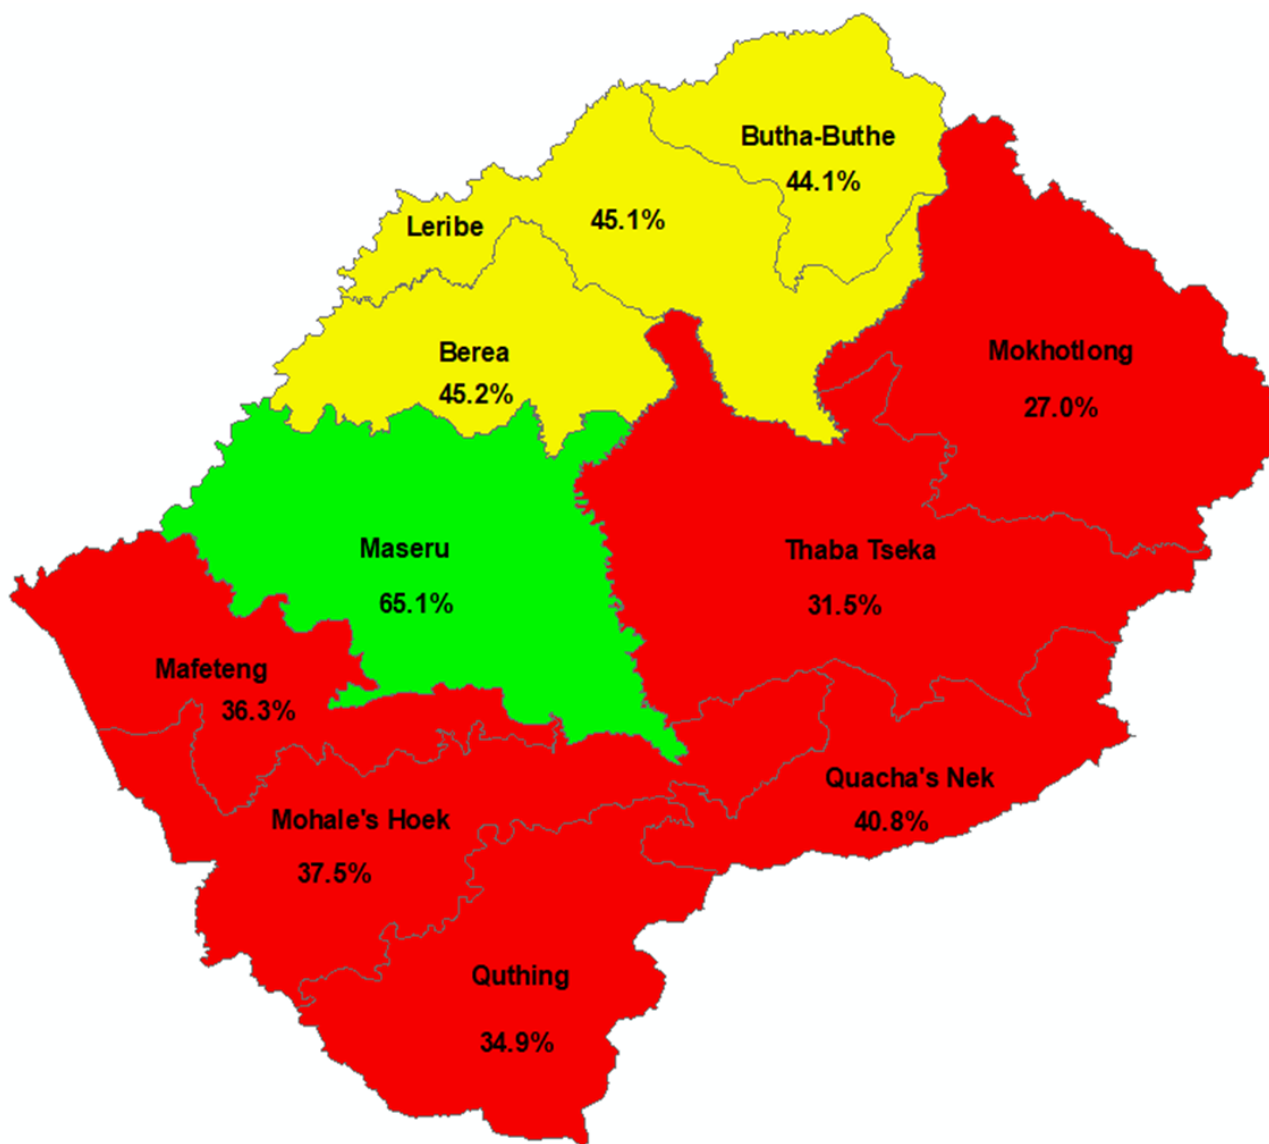 Butha-Buthe
44.1%
Leribe
45.1%
Berea
45.2%
Mokhotlong
27.0%
Maseru
65.1%
Thaba Tseka
31.5%
Mafeteng
36.3%
Quacha's Nek
40.8%
Mohale's Hoek
37.5%
Quthing
34.9%